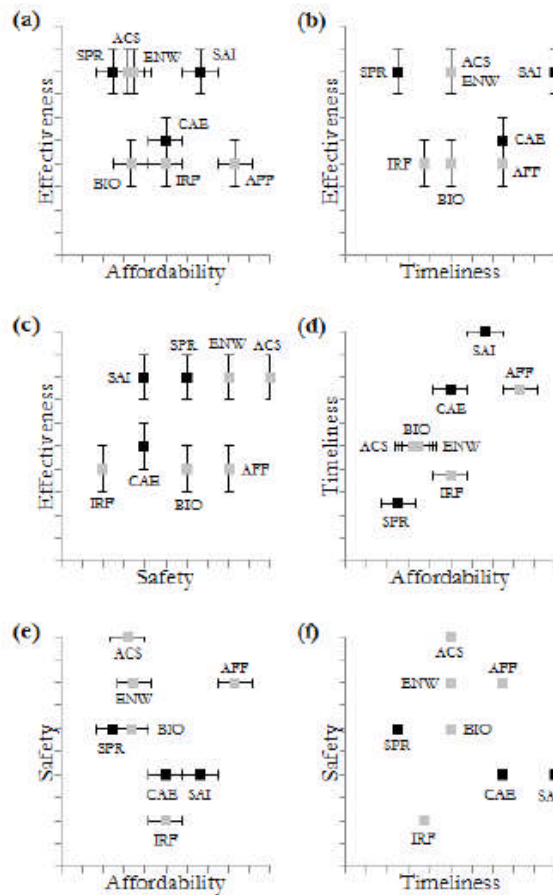 (a)
ACS
SPR
ENW
SAI
CAE
BIO
IRF
AFF
Effectiveness
Affordability
(b)
SPR
ACS
ENW
SAI
CAE
IRF
BIO
AFF
Effectiveness
Timeliness
(c)
SPR
ENW
ACS
SAI
CAE
IRF
BIO
AFF
Effectiveness
Safety
(d)
SAI
AFF
CAE
BIO
ACS
ENW
IRF
SPR
Timeliness
Affordability
(e)
ACS
AFF
ENW
SPR
BIO
CAE
SAI
IRF
Safety
Affordability
(f)
ACS
AFF
ENW
SPR
BIO
CAE
SA
IRF
Safety
Timeliness